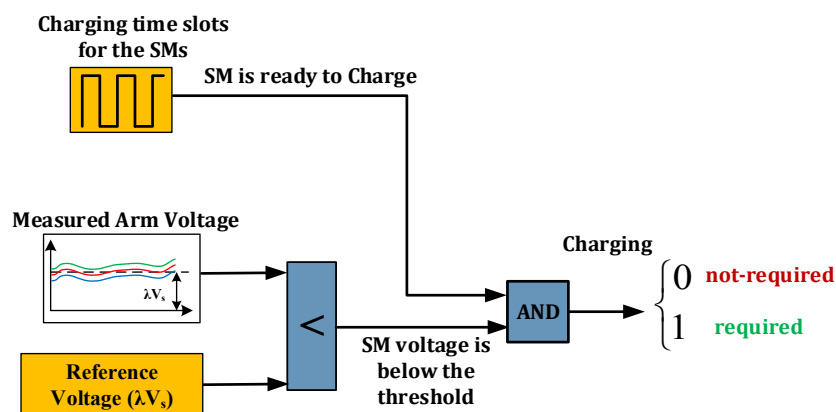 Charging time slots
for the SMs
SM is ready to Charge
Measured Arm Voltage
λVₛ
Reference
Voltage (λVₛ)
<
SM voltage is
below the
threshold
AND
Charging
0 not-required
1 required